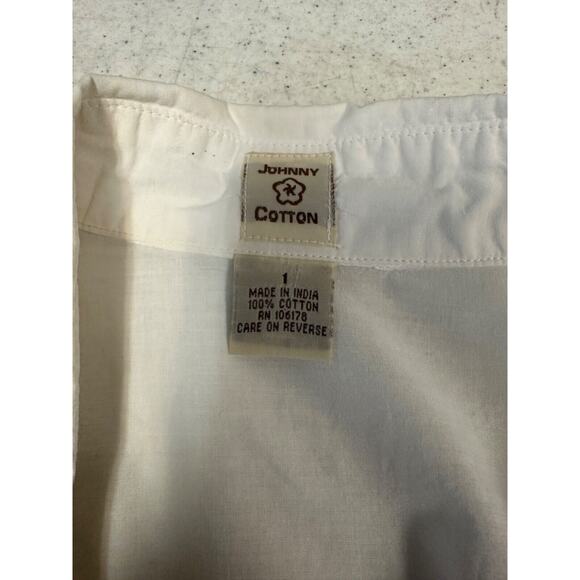 JOHNNY
COTTON
1
MADE IN INDIA
100% COTTON
RN 106178
CARE ON REVERSE